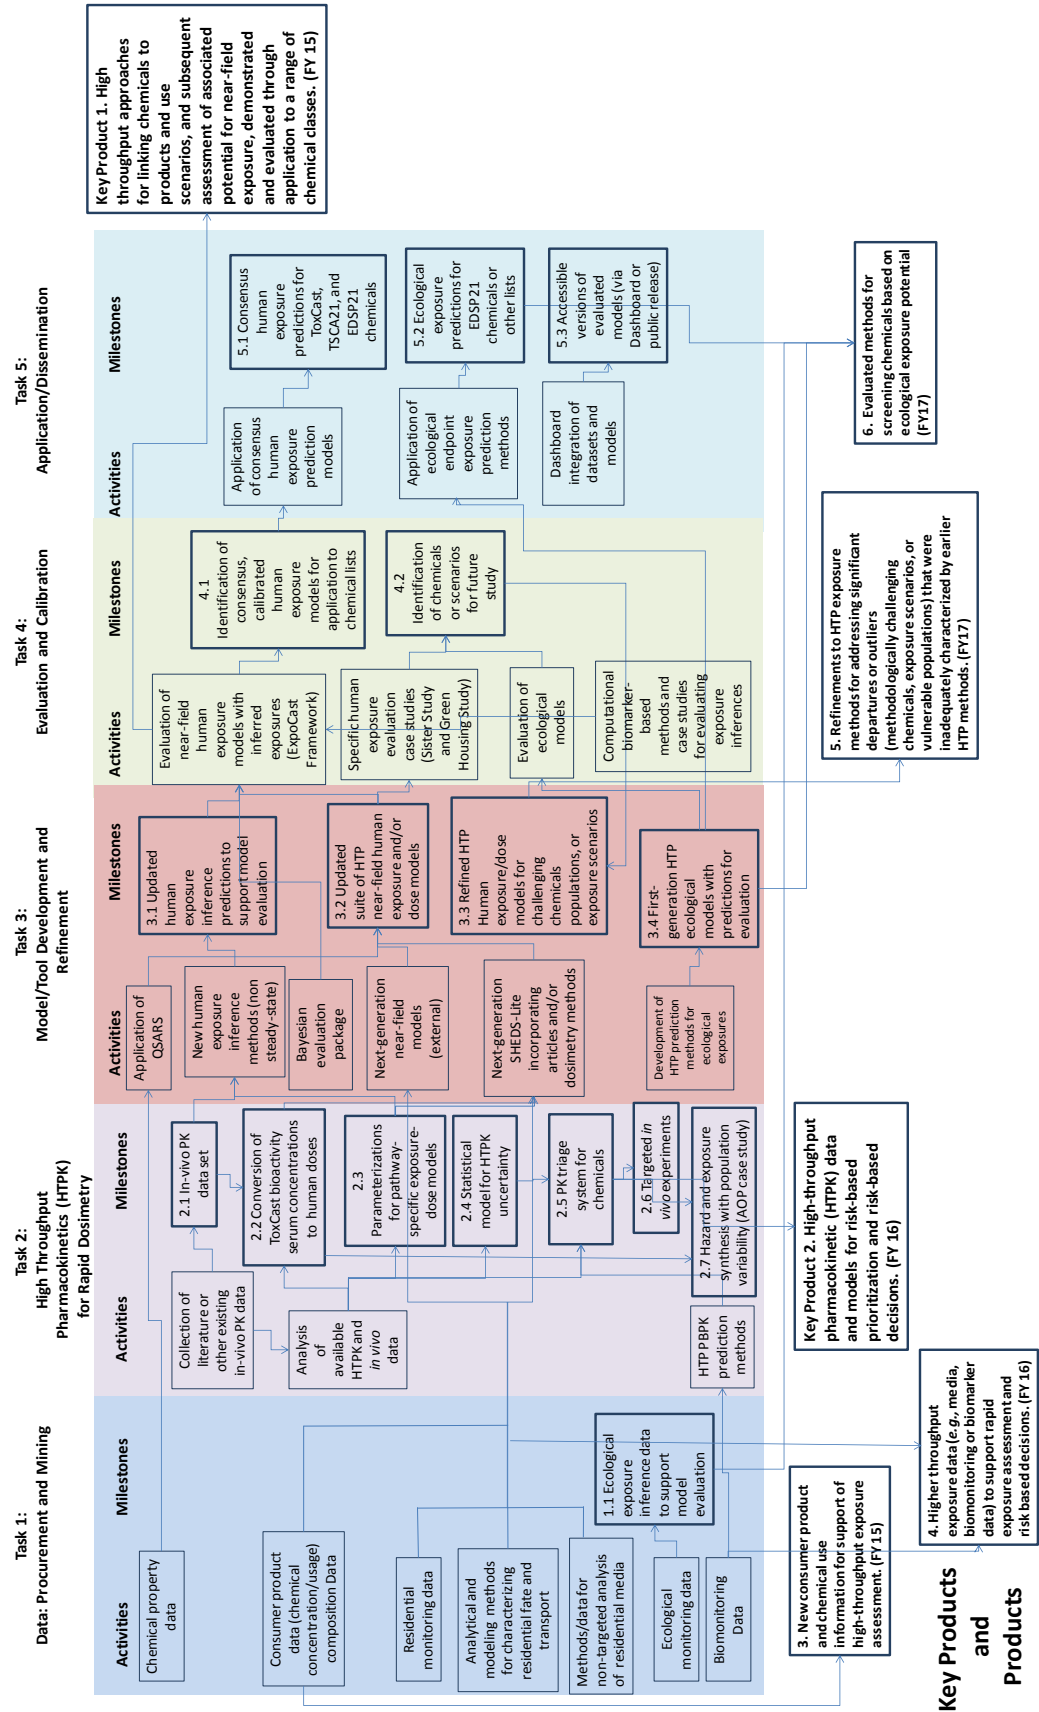 Task 1:
Data: Procurement and Mining
Activities
Milestones
Chemical property
data
Consumer product
data (chemical
concentration/usage)
composition Data
Residential
monitoring data
Analytical and
modeling methods
for characterizing
residential fate and
transport
Methods/data for
non-targeted analysis
of residential media
Ecological
monitoring data
Biomonitoring
Data
1.1 Ecological
exposure
inference data
to support
model
evaluation
Task 2:
High Throughput
Pharmacokinetics (HTPK)
for Rapid Dosimetry
Activities
Milestones
Collection of
literature or
other existing
in-vivo PK data
Analysis
of
available
HTPK and
in vivo
data
HTP PBPK
prediction
methods
2.1 In-vivo PK
data set
2.2 Conversion of
ToxCast bioactivity
serum concentrations
to human doses
2.3
Parameterizations
for pathway-
specific exposure-
dose models
2.4 Statistical
model for HTPK
uncertainty
2.5 PK triage
system for
chemicals
2.6 Targeted in
vivo experiments
2.7 Hazard and exposure
synthesis with population
variability (AOP case study)
Task 3:
Model/Tool Development and
Refinement
Activities
Milestones
Application of
QSARS
New human
exposure
inference
methods (non
steady-state)
Bayesian
evaluation
package
Next-generation
near-field
models
(external)
Next-generation
SHEDS-Lite
incorporating
articles and/or
dosimetry methods
Development of
HTP prediction
methods for
ecological
exposures
3.1 Updated
human
exposure
inference
predictions to
support model
evaluation
3.2 Updated
suite of HTP
near-field human
exposure and/or
dose models
3.3 Refined HTP
Human
exposure/dose
models for
challenging
chemicals
populations, or
exposure scenarios
3.4 First-
generation HTP
ecological
models with
predictions for
evaluation
Task 4:
Evaluation and Calibration
Activities
Milestones
Evaluation of
near-field
human
exposure
models with
inferred
exposures
(ExpoCast
Framework)
Specific human
exposure
evaluation
case studies
(Sister Study
and Green
Housing Study)
Evaluation of
ecological
models
Computational
biomarker-
based
methods and
case studies
for evaluating
exposure
inferences
4.1
Identification of
consensus,
calibrated
human
exposure
models for
application to
chemical lists
4.2
Identification
of chemicals
or scenarios
for future
study
Task 5:
Application/Dissemination
Activities
Milestones
Application
of consensus
human
exposure
prediction
models
Application of
ecological
endpoint
exposure
prediction
methods
Dashboard
integration of
datasets and
models
5.1 Consensus
human
exposure
predictions for
ToxCast,
TSCA21, and
EDSP21
chemicals
5.2 Ecological
exposure
predictions for
EDSP21
chemicals or
other lists
5.3 Accessible
versions of
evaluated
models (via
Dashboard or
public release)
Key Products
and
Products
Key Product 1. High
throughput approaches
for linking chemicals to
products and use
scenarios, and subsequent
assessment of associated
potential for near-field
exposure, demonstrated
and evaluated through
application to a range of
chemical classes. (FY 15)
Key Product 2. High-throughput
pharmacokinetic (HTPK) data
and models for risk-based
prioritization and risk-based
decisions. (FY 16)
3. New consumer product
and chemical use
information for support of
high-throughput exposure
assessment. (FY 15)
4. Higher throughput
exposure data (e.g., media,
biomonitoring or biomarker
data) to support rapid
exposure assessment and
risk based decisions. (FY 16)
5. Refinements to HTP exposure
methods for addressing significant
departures or outliers
(methodologically challenging
chemicals, exposure scenarios, or
vulnerable populations) that were
inadequately characterized by earlier
HTP methods. (FY17)
6. Evaluated methods for
screening chemicals based on
ecological exposure potential
(FY17)